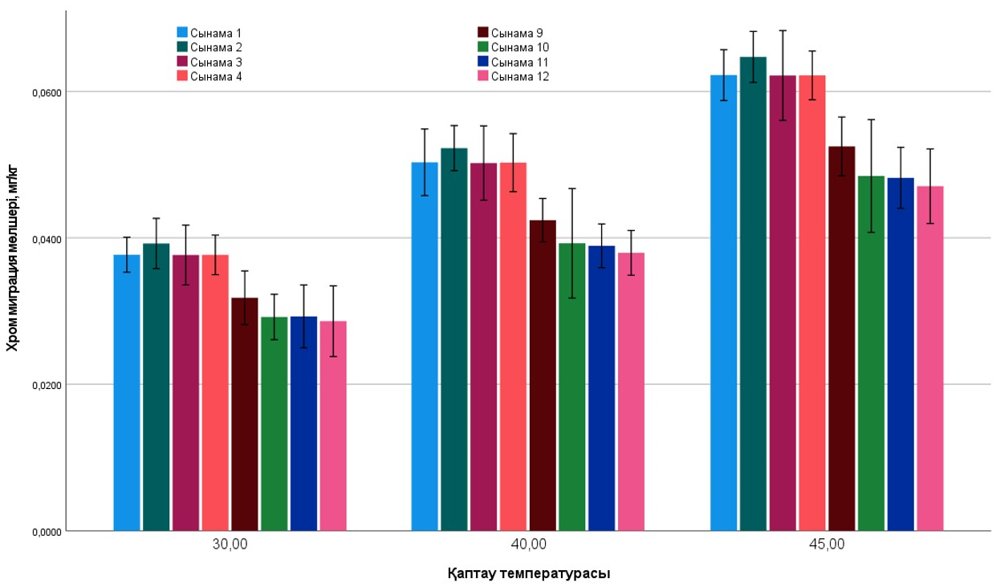 Сынама 1
Сынама 2
Сынама 3
Сынама 4
Сынама 9
Сынама 10
Сынама 11
Сынама 12
Хром миграция мөлшері, мг/кг
0,0600
0,0400
0,0200
0,0000
30,00
40,00
45,00
Қаптау температурасы